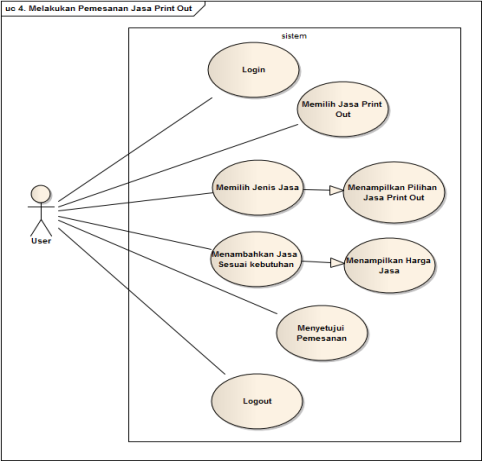 uc 4. Melakukan Pemesanan Jasa Print Out
sistem
Login
Memilih Jasa Print
Out
Memilih Jenis Jasa
Menampilkan Pilihan
Jasa Print Out
User
Menambahkan Jasa
Sesuai kebutuhan
Menampilkan Harga
Jasa
Menyetujui
Pemesanan
Logout